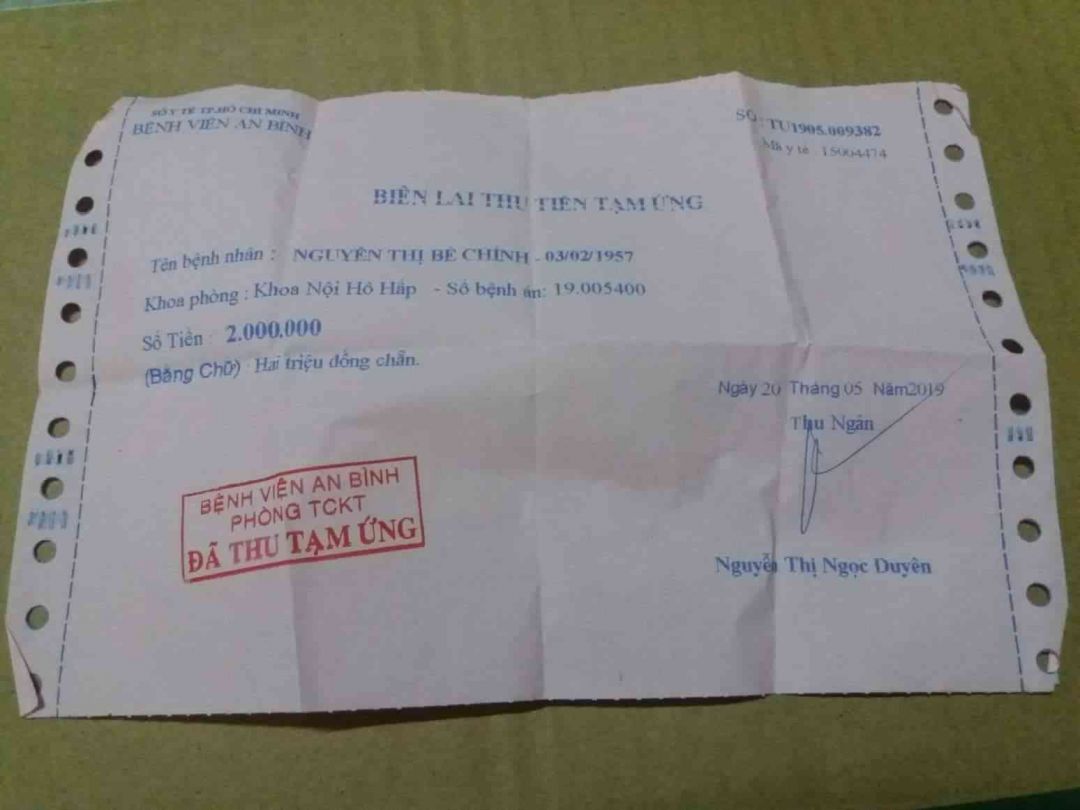 SỞ Y TẾ TP.HỒ CHÍ MINH
BỆNH VIỆN AN BÌNH
SỐ : TU1905.009382
Mã y tế : 15004474
BIÊN LAI THU TIỀN TẠM ỨNG
Tên bệnh nhân : NGUYỄN THỊ BÉ CHÍNH - 03/02/1957
Khoa phòng : Khoa Nội Hô Hấp - Số bệnh án: 19.005400
Số Tiền : 2.000.000
(Bằng Chữ) : Hai triệu đồng chẵn.
Ngày 20 Tháng 05 Năm2019
Thu Ngân
BỆNH VIỆN AN BÌNH
PHÒNG TCKT
ĐÃ THU TẠM ỨNG
Nguyễn Thị Ngọc Duyên